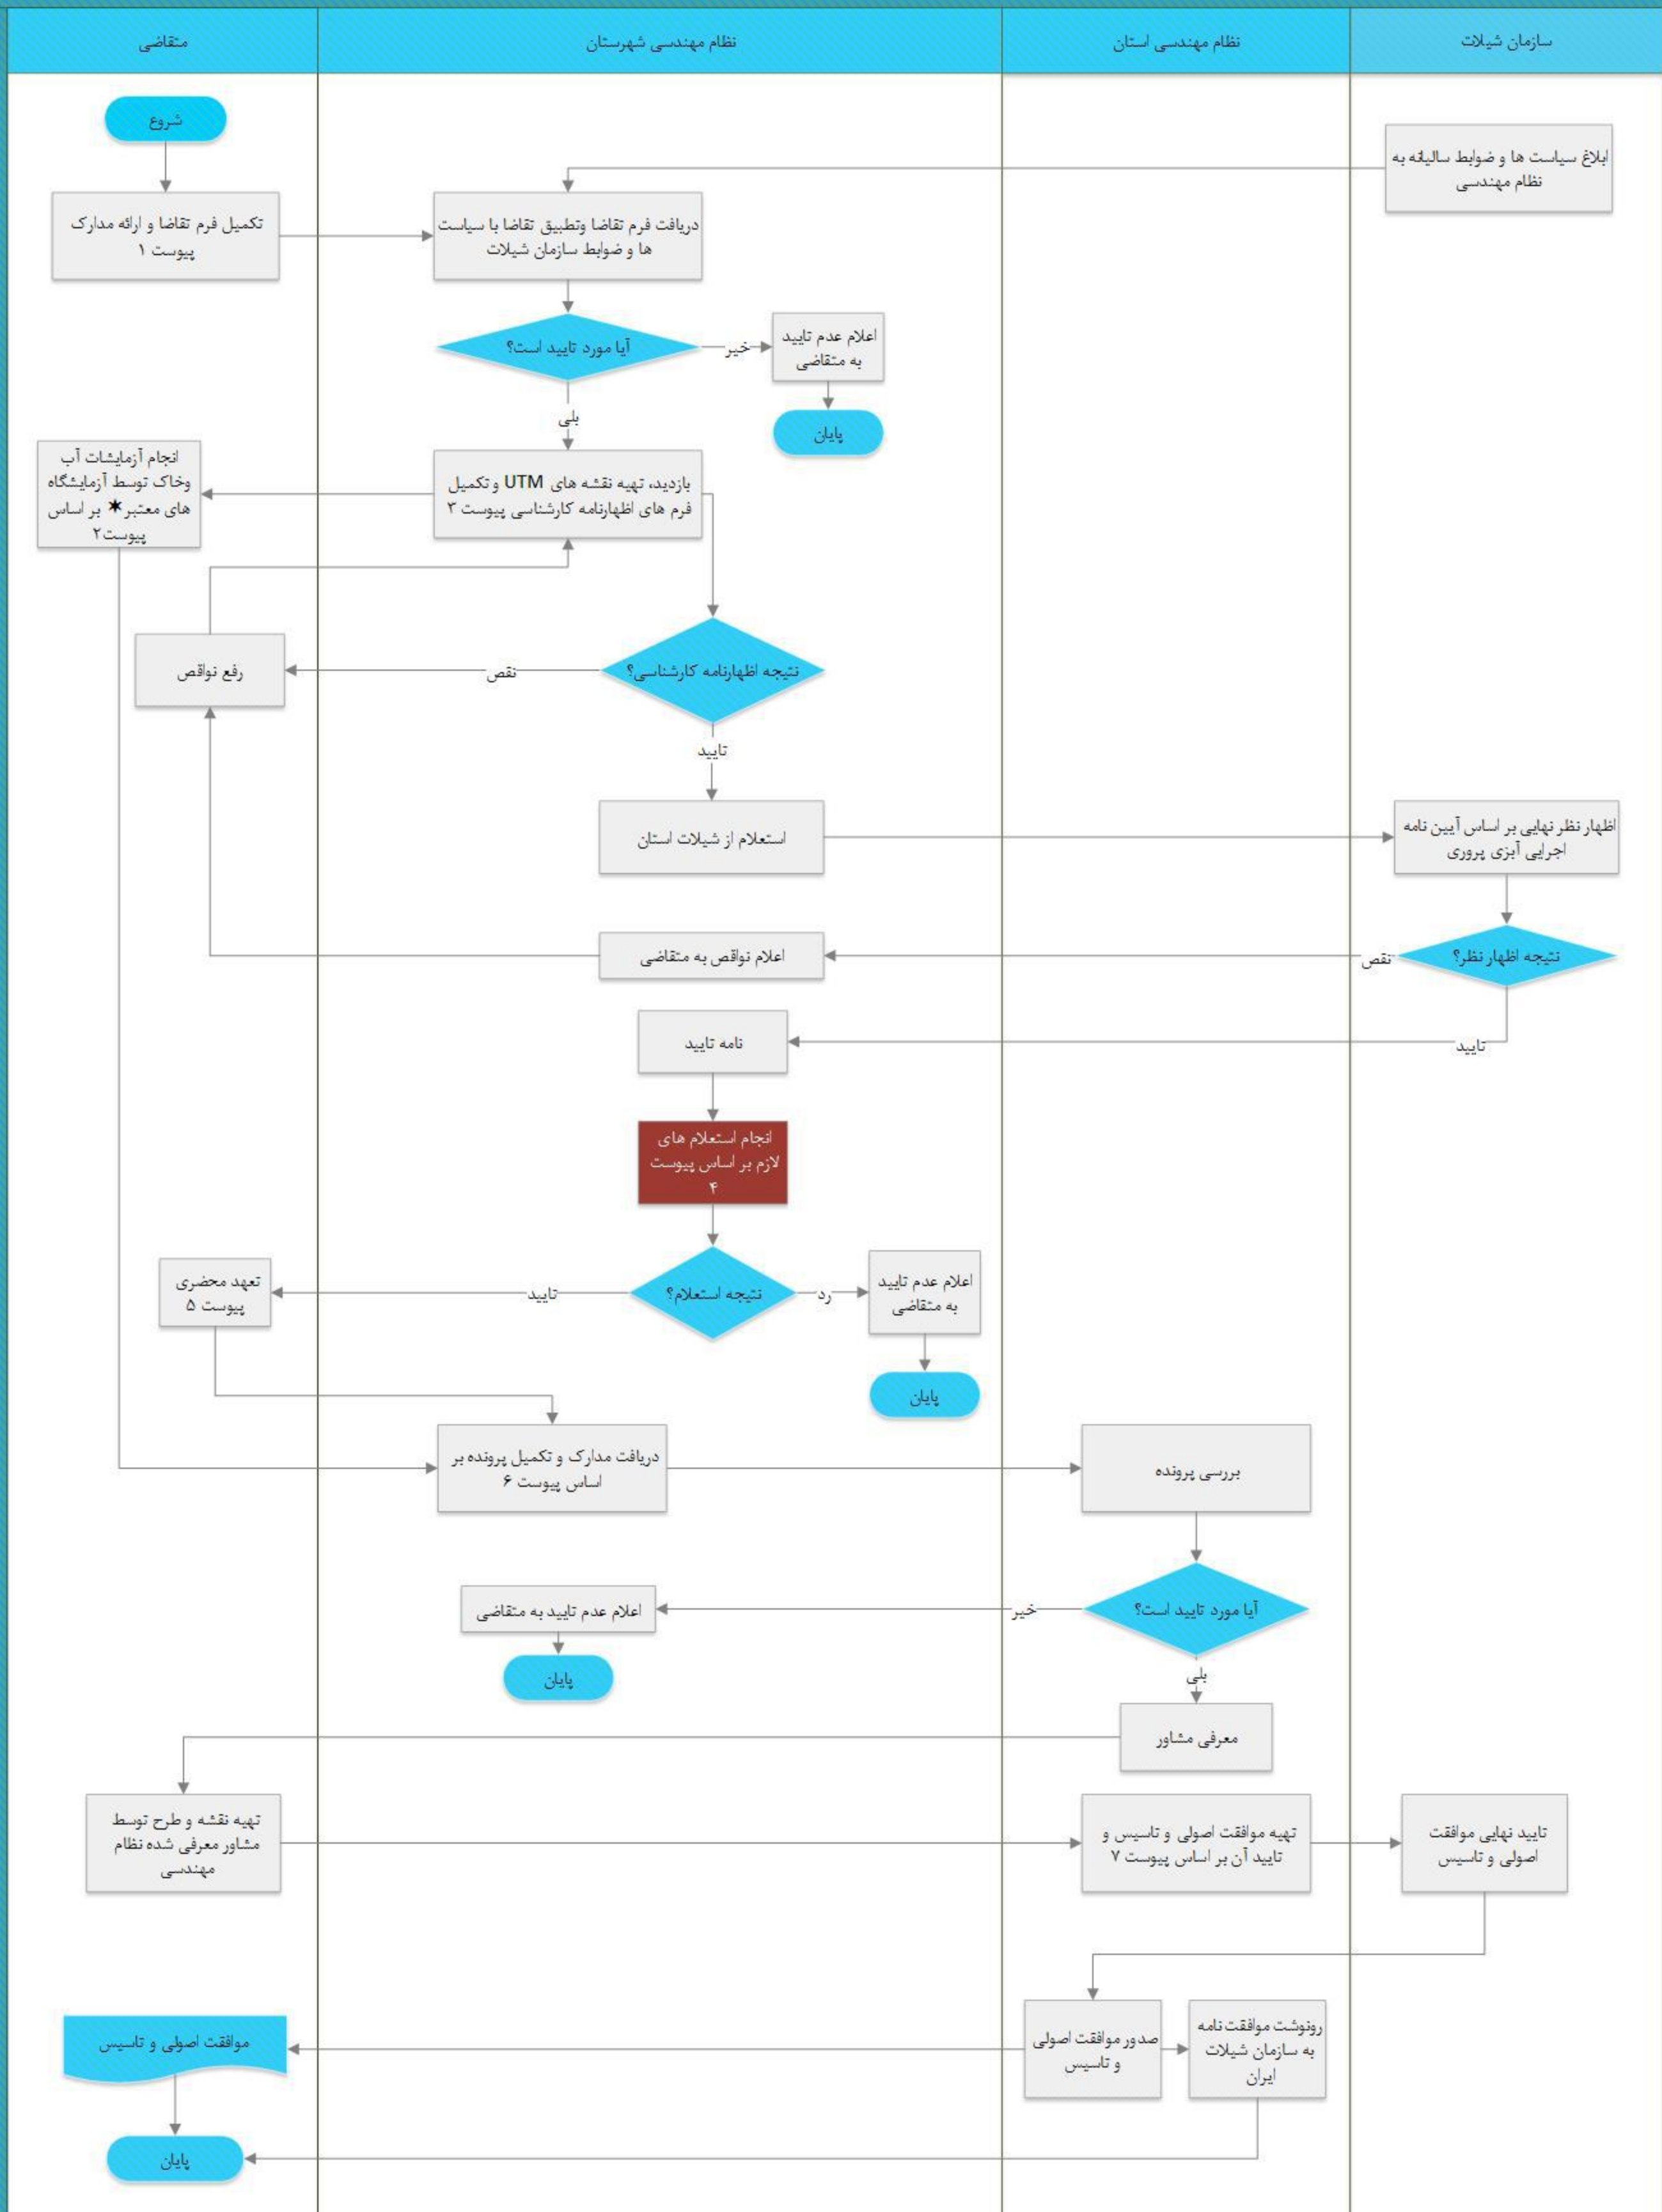 متقاضی
نظام مهندسی شهرستان
نظام مهندسی استان
سازمان شیلات
شروع
ابلاغ سیاست ها و ضوابط سالیانه به
نظام مهندسی
تکمیل فرم تقاضا و ارائه مدارک
پیوست ۱
دریافت فرم تقاضا وتطبیق تقاضا با سیاست
ها و ضوابط سازمان شیلات
آیا مورد تایید است؟
خیر
اعلام عدم تایید
به متقاضی
پایان
بلی
انجام آزمایشات آب
وخاک توسط آزمایشگاه
های معتبر✶ بر اساس
پیوست۲
بازدید، تهیه نقشه های UTM و تکمیل
فرم های اظهارنامه کارشناسی پیوست ۳
رفع نواقص
نقص
نتیجه اظهارنامه کارشناسی؟
تایید
استعلام از شیلات استان
اظهار نظر نهایی بر اساس آیین نامه
اجرایی آبزی پروری
اعلام نواقص به متقاضی
نقص
نتیجه اظهار نظر؟
نامه تایید
تایید
انجام استعلام های
لازم بر اساس پیوست
۴
تعهد محضری
پیوست ۵
تایید
نتیجه استعلام؟
رد
اعلام عدم تایید
به متقاضی
پایان
دریافت مدارک و تکمیل پرونده بر
اساس پیوست ۶
بررسی پرونده
اعلام عدم تایید به متقاضی
خیر
آیا مورد تایید است؟
پایان
بلی
معرفی مشاور
تهیه نقشه و طرح توسط
مشاور معرفی شده نظام
مهندسی
تهیه موافقت اصولی و تاسیس و
تایید آن بر اساس پیوست ۷
تایید نهایی موافقت
اصولی و تاسیس
موافقت اصولی و تاسیس
صدور موافقت اصولی
و تاسیس
رونوشت موافقت نامه
به سازمان شیلات
ایران
پایان